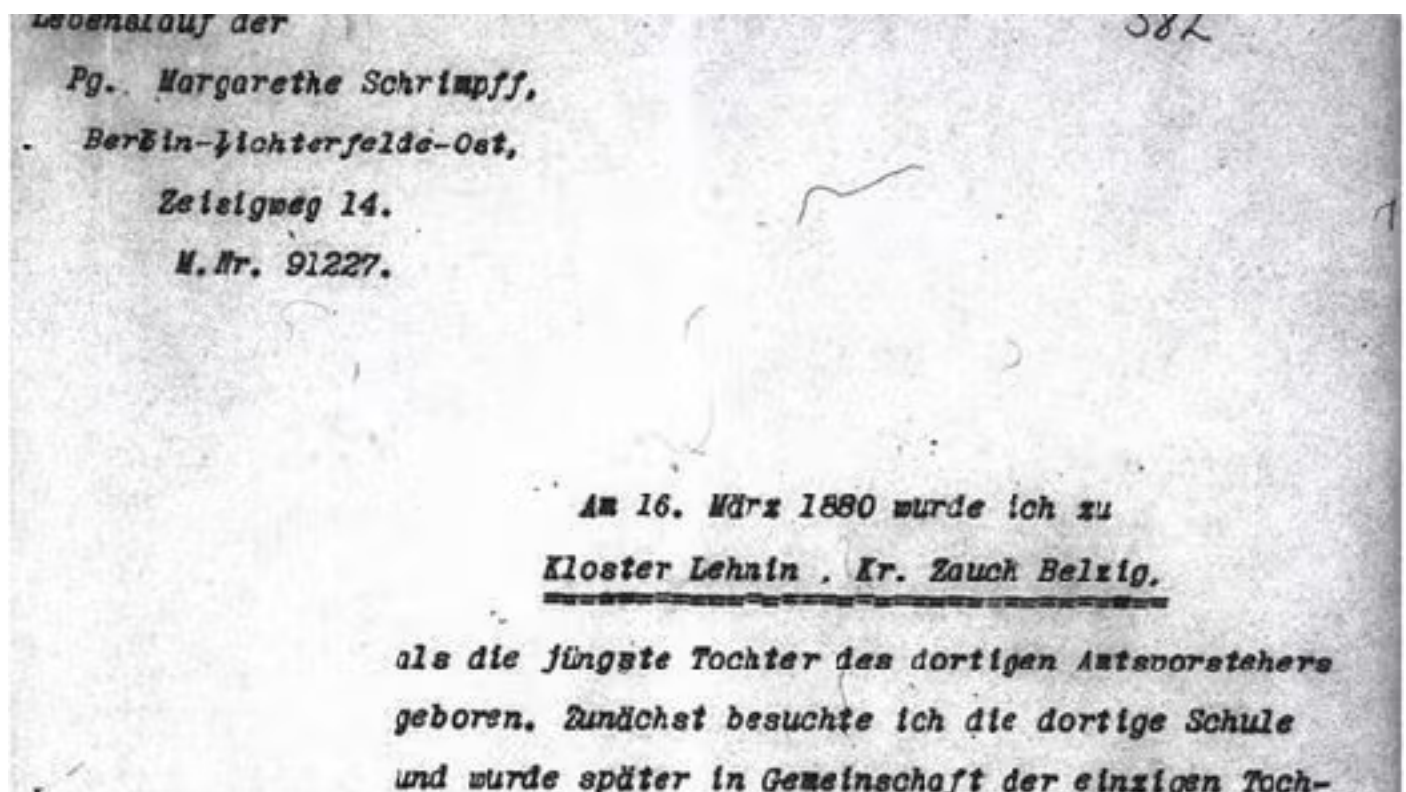 Lebenslauf der
582
Pg. Margarethe Schrimpff,
Berlin-Lichterfelde-Ost,
Zeisigweg 14.
M.Nr. 91227.
Am 16. März 1880 wurde ich zu
Kloster Lehnin . Kr. Zauch Belzig.
als die jüngste Tochter des dortigen Amtsvorstehers
geboren. Zunächst besuchte ich die dortige Schule
und wurde später in Gemeinschaft der einzigen Toch-